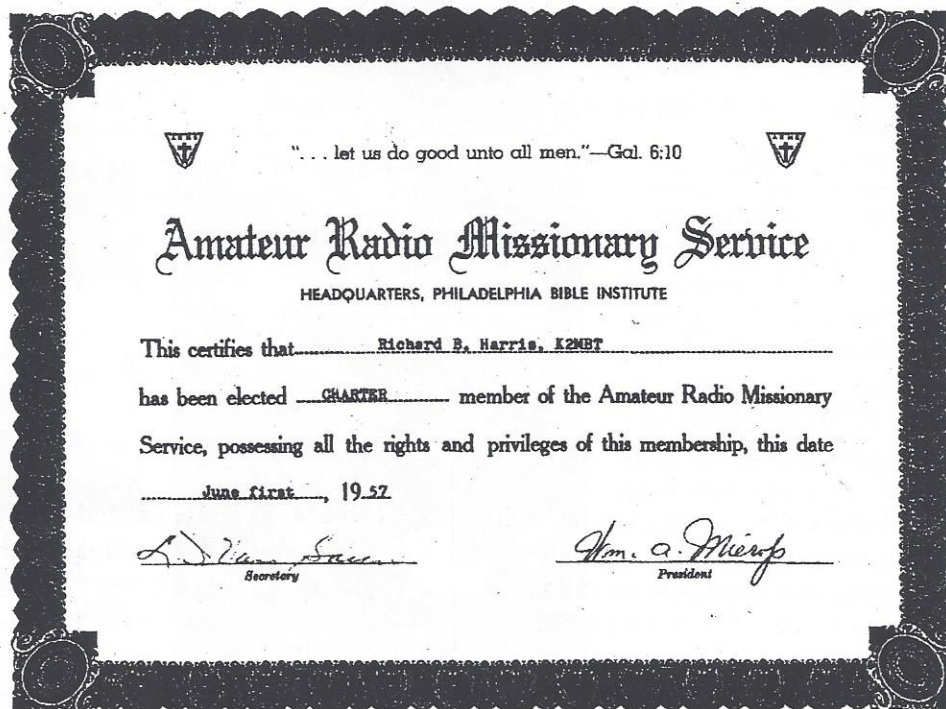 ". . . let us do good unto all men."—Gal. 6:10
Amateur Radio Missionary Service
HEADQUARTERS, PHILADELPHIA BIBLE INSTITUTE
This certifies that Richard B. Harris, K2MBT
has been elected CHARTER member of the Amateur Radio Missionary
Service, possessing all the rights and privileges of this membership, this date
June first, 1957
Wm. A. Mierop
Secretary
President